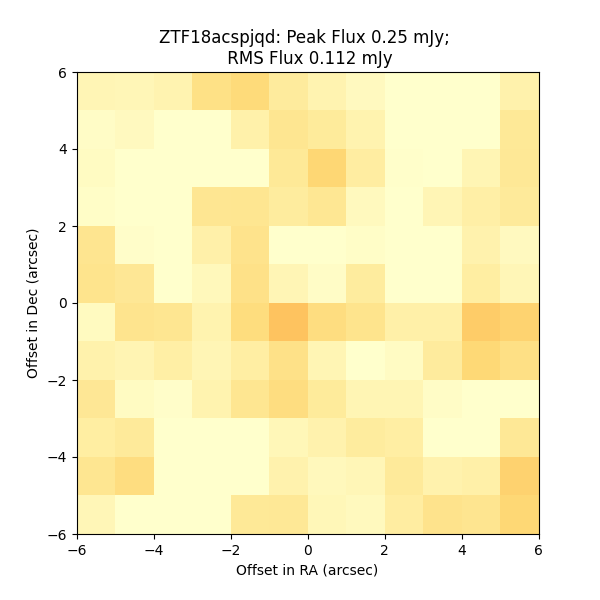 ZTF18acspjqd: Peak Flux 0.25 mJy;
RMS Flux 0.112 mJy
6
4
2
0
−2
−4
−6
Offset in Dec (arcsec)
−6 −4 −2 0 2 4 6
Offset in RA (arcsec)